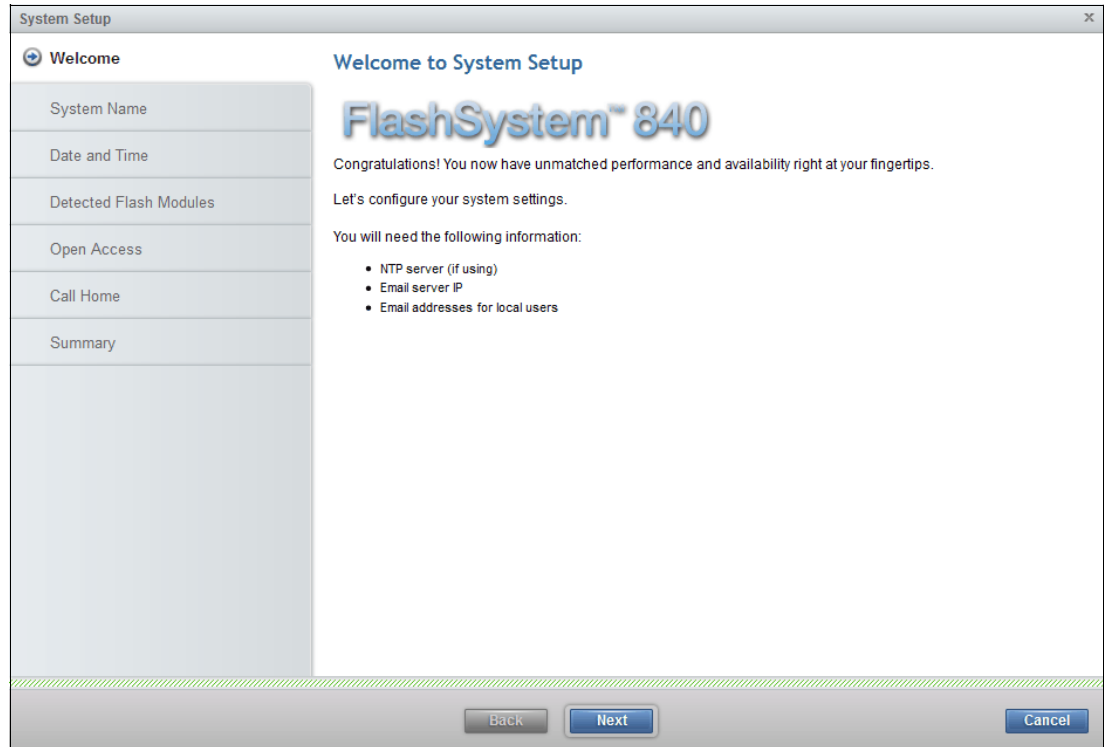 System Setup
x
Welcome
System Name
Date and Time
Detected Flash Modules
Open Access
Call Home
Summary
Welcome to System Setup
FlashSystem™ 840
Congratulations! You now have unmatched performance and availability right at your fingertips.
Let's configure your system settings.
You will need the following information:
• NTP server (if using)
• Email server IP
• Email addresses for local users
Back
Next
Cancel